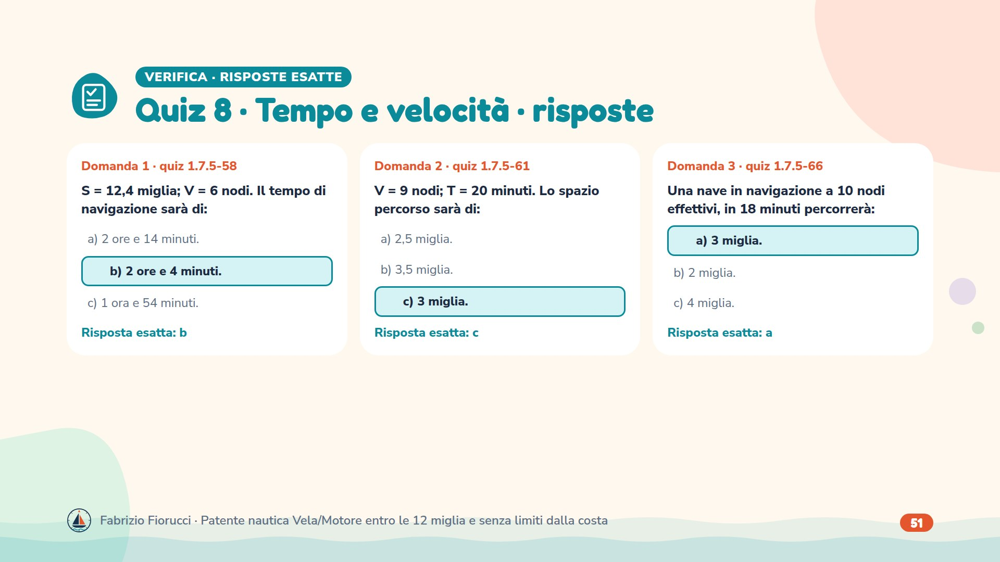 VERIFICA · RISPOSTE ESATTE
Quiz 8 · Tempo e velocità · risposte
Domanda 1 · quiz 1.7.5-58
S = 12,4 miglia; V = 6 nodi. Il tempo di
navigazione sarà di:
a) 2 ore e 14 minuti.
b) 2 ore e 4 minuti.
c) 1 ora e 54 minuti.
Risposta esatta: b
Domanda 2 · quiz 1.7.5-61
V = 9 nodi; T = 20 minuti. Lo spazio
percorso sarà di:
a) 2,5 miglia.
b) 3,5 miglia.
c) 3 miglia.
Risposta esatta: c
Domanda 3 · quiz 1.7.5-66
Una nave in navigazione a 10 nodi
effettivi, in 18 minuti percorrerà:
a) 3 miglia.
b) 2 miglia.
c) 4 miglia.
Risposta esatta: a
Fabrizio Fiorucci · Patente nautica Vela/Motore entro le 12 miglia e senza limiti dalla costa
51